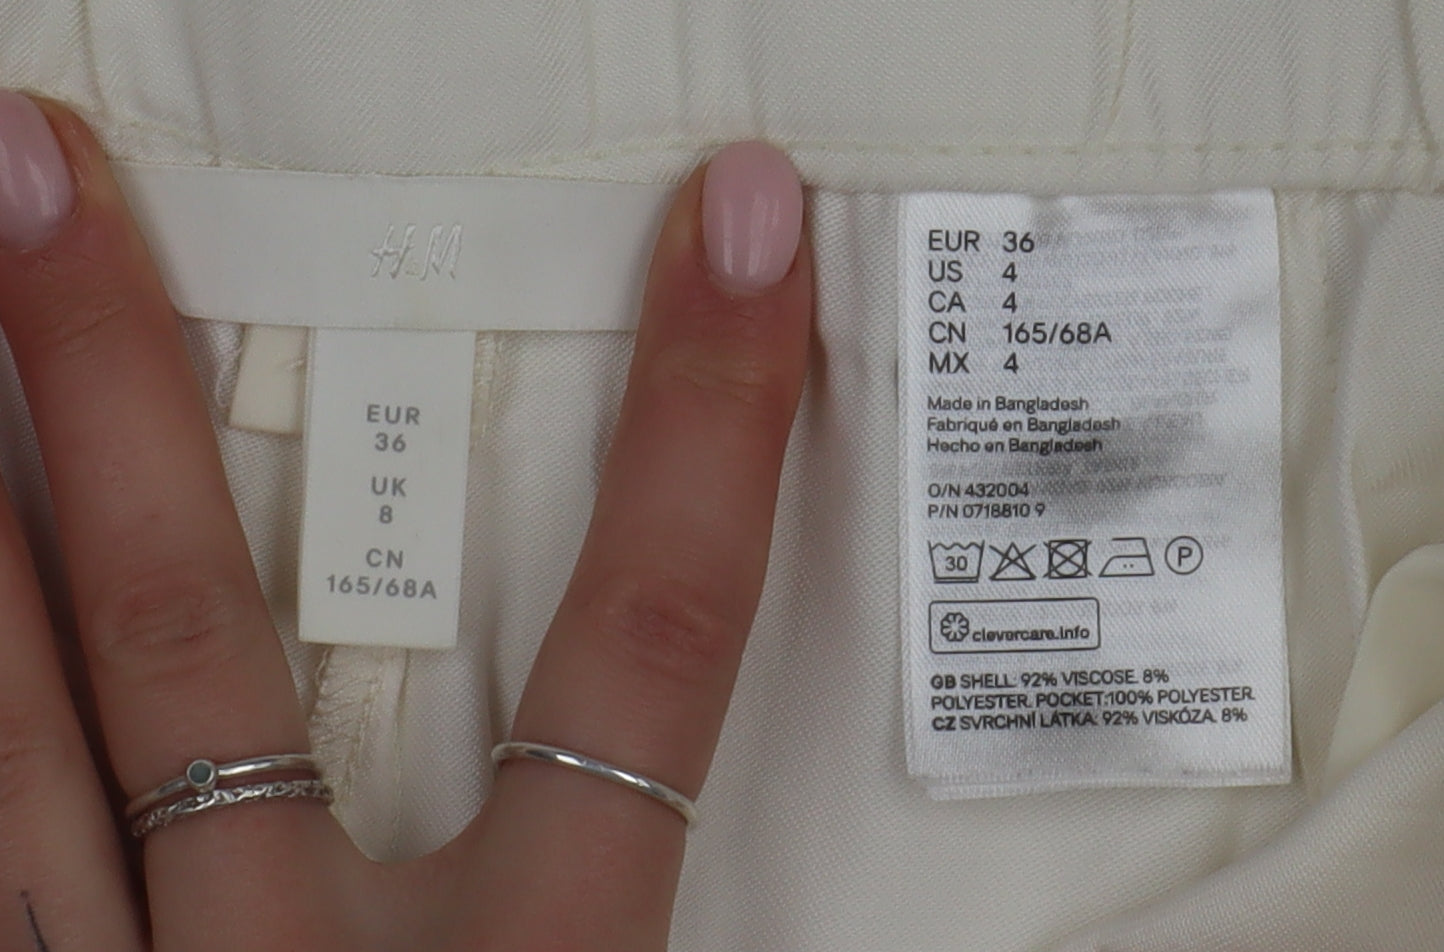 H&M
EUR
36
UK
8
CN
165/68A
EUR 36
US 4
CA 4
CN 165/68A
MX 4
Made in Bangladesh
Fabriqué en Bangladesh
Hecho en Bangladesh
O/N 432004
P/N 0718810 9
30 P
clevercare.info
GB SHELL: 92% VISCOSE. 8%
POLYESTER. POCKET:100% POLYESTER.
CZ SVRCHNÍ LÁTKA: 92% VISKÓZA. 8%